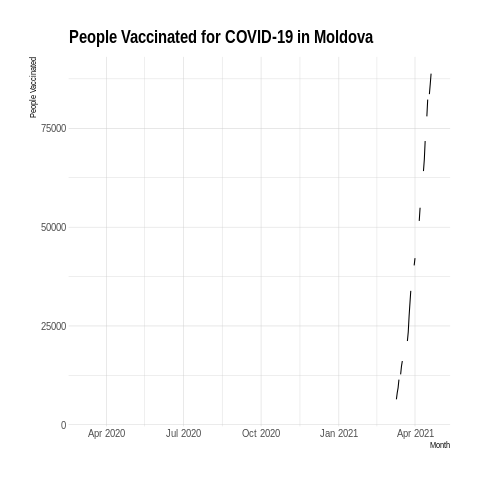 People Vaccinated for COVID-19 in Moldova
People Vaccinated
75000
50000
25000
0
Apr 2020 Jul 2020 Oct 2020 Jan 2021 Apr 2021
Month